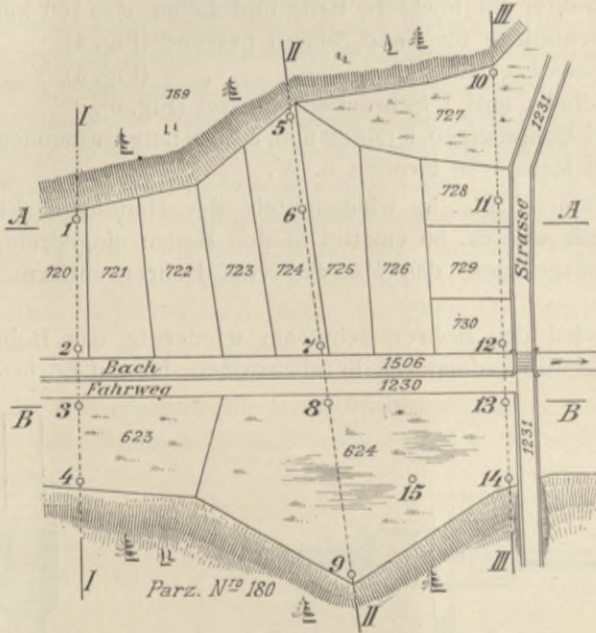 III
II
I
769
10
727
1231
5
728
A
1
6
11
Strasse
A
720
721
722
723
724
725
726
729
730
2
7
12
Bach
1506
Fahrweg
1230
B
3
8
13
B
623
624
1231
4
15
14
9
I
Parz. Nro 180
II
III